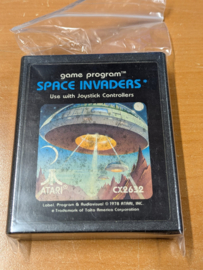 game program™
SPACE INVADERS*
Use with Joystick Controllers
ATARI
CX2632
Label, Program & Audiovisual © 1978 ATARI, INC.
* Trademark of Taito America Corporation